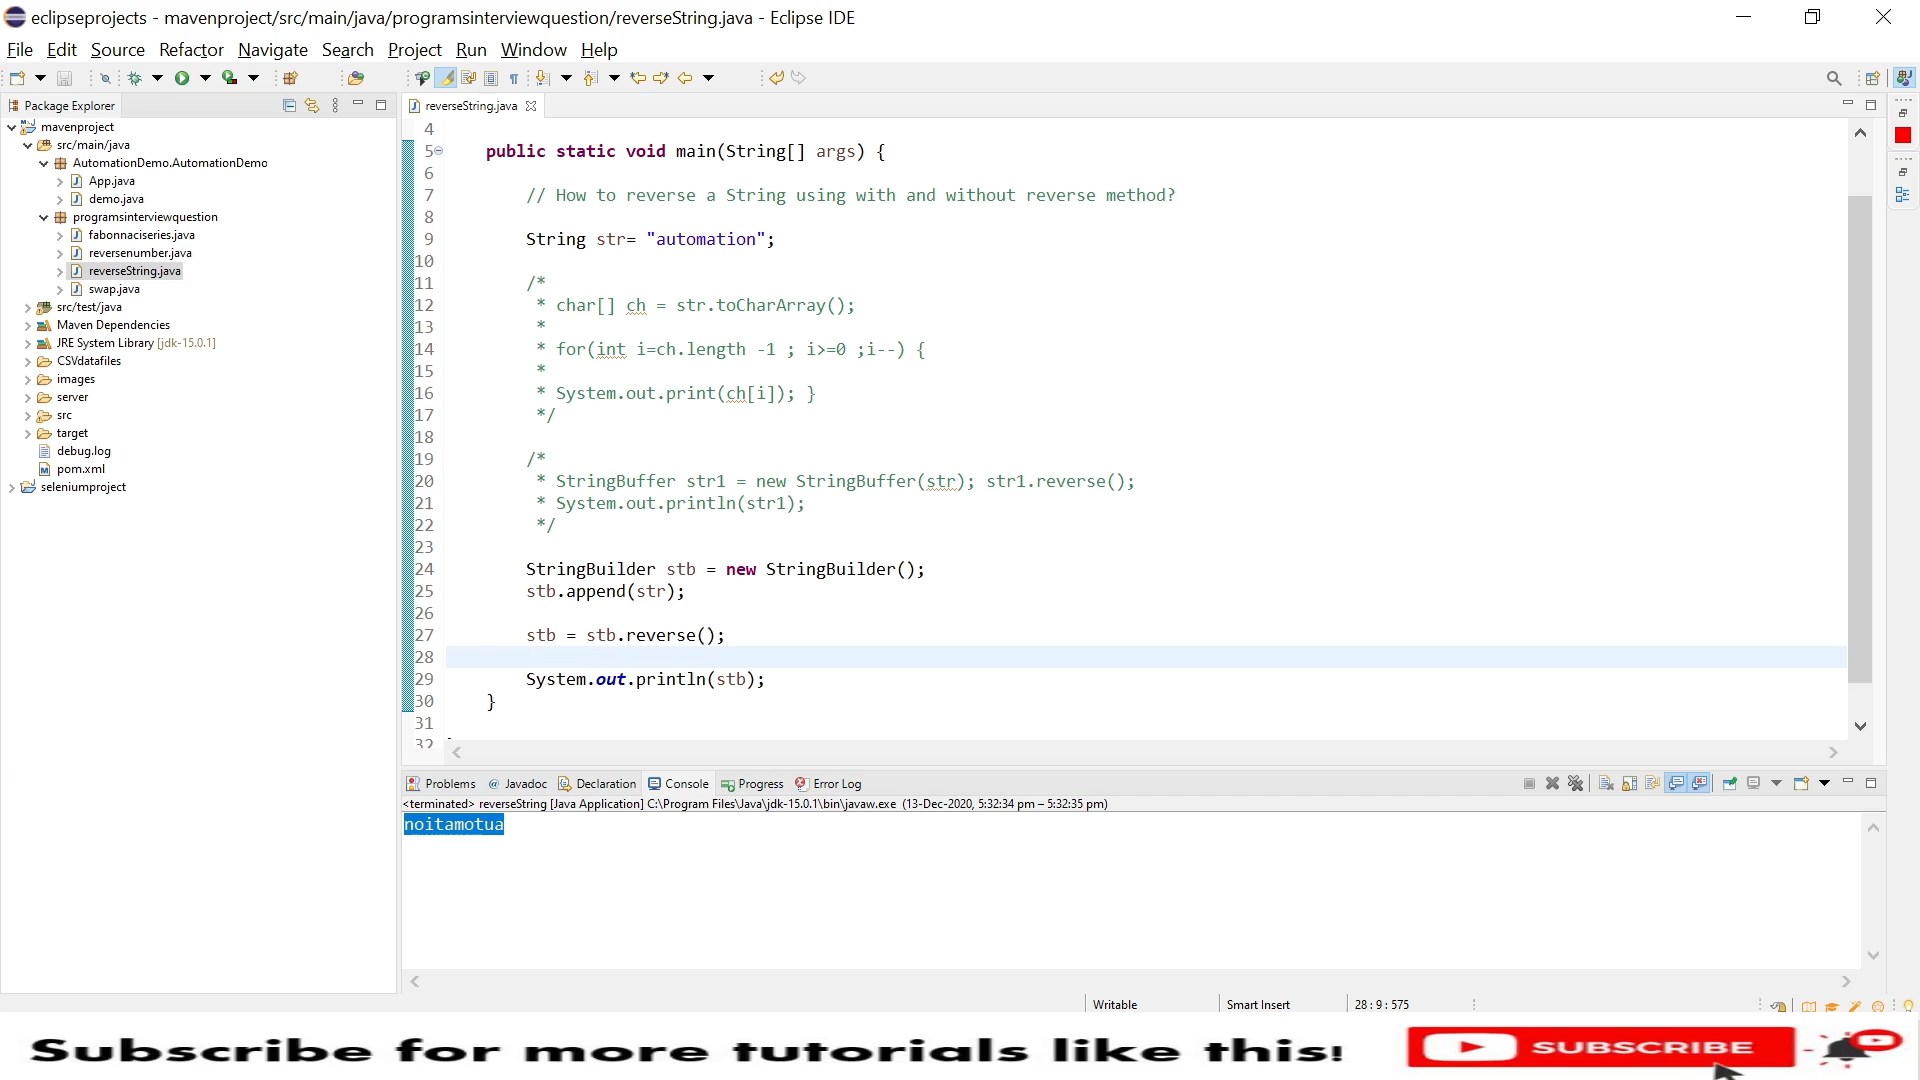 eclipseprojects - mavenproject/src/main/java/programsinterviewquestion/reverseString.java - Eclipse IDE
File Edit Source Refactor Navigate Search Project Run Window Help
Package Explorer
mavenproject
src/main/java
AutomationDemo.AutomationDemo
App.java
demo.java
programsinterviewquestion
fabonnaciseries.java
reversenumber.java
reverseString.java
swap.java
src/test/java
Maven Dependencies
JRE System Library [jdk-15.0.1]
CSVdatafiles
images
server
src
target
debug.log
pom.xml
seleniumproject
reverseString.java
4
5 public static void main(String[] args) {
6
7 // How to reverse a String using with and without reverse method?
8
9 String str= "automation";
10
11 /*
12 * char[] ch = str.toCharArray();
13 *
14 * for(int i=ch.length -1 ; i>=0 ;i--) {
15 *
16 * System.out.print(ch[i]); }
17 */
18
19 /*
20 * StringBuffer str1 = new StringBuffer(str); str1.reverse();
21 * System.out.println(str1);
22 */
23
24 StringBuilder stb = new StringBuilder();
25 stb.append(str);
26
27 stb = stb.reverse();
28
29 System.out.println(stb);
30 }
31
32
Problems @ Javadoc Declaration Console Progress Error Log
<terminated> reverseString [Java Application] C:\Program Files\Java\jdk-15.0.1\bin\javaw.exe (13-Dec-2020, 5:32:34 pm – 5:32:35 pm)
noitamotua
Writable Smart Insert 28 : 9 : 575
Subscribe for more tutorials like this! SUBSCRIBE